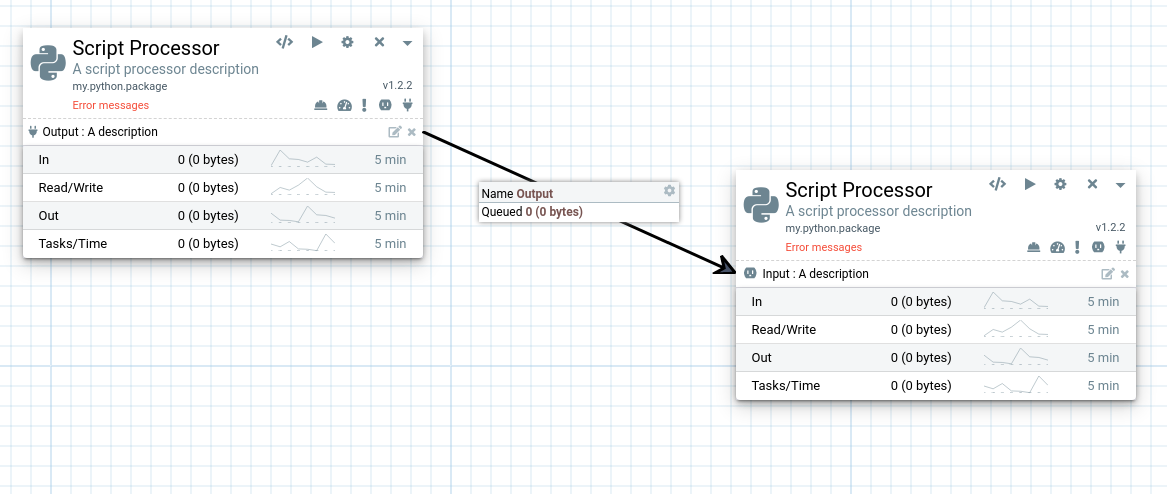 Script Processor
A script processor description
my.python.package
v1.2.2
Error messages
Output : A description
In 0 (0 bytes) 5 min
Read/Write 0 (0 bytes) 5 min
Out 0 (0 bytes) 5 min
Tasks/Time 0 (0 bytes) 5 min
Name Output
Queued 0 (0 bytes)
Script Processor
A script processor description
my.python.package
v1.2.2
Error messages
Input : A description
In 0 (0 bytes) 5 min
Read/Write 0 (0 bytes) 5 min
Out 0 (0 bytes) 5 min
Tasks/Time 0 (0 bytes) 5 min